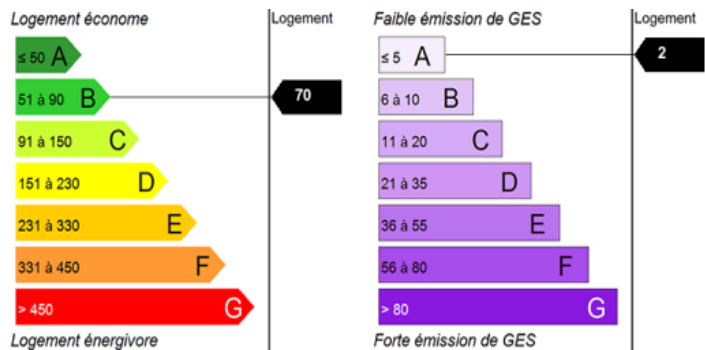 Logement économe
Logement
≤ 50 A
51 à 90 B
70
91 à 150 C
151 à 230 D
231 à 330 E
331 à 450 F
> 450 G
Logement énergivore
Faible émission de GES
Logement
≤ 5 A
2
6 à 10 B
11 à 20 C
21 à 35 D
36 à 55 E
56 à 80 F
> 80 G
Forte émission de GES